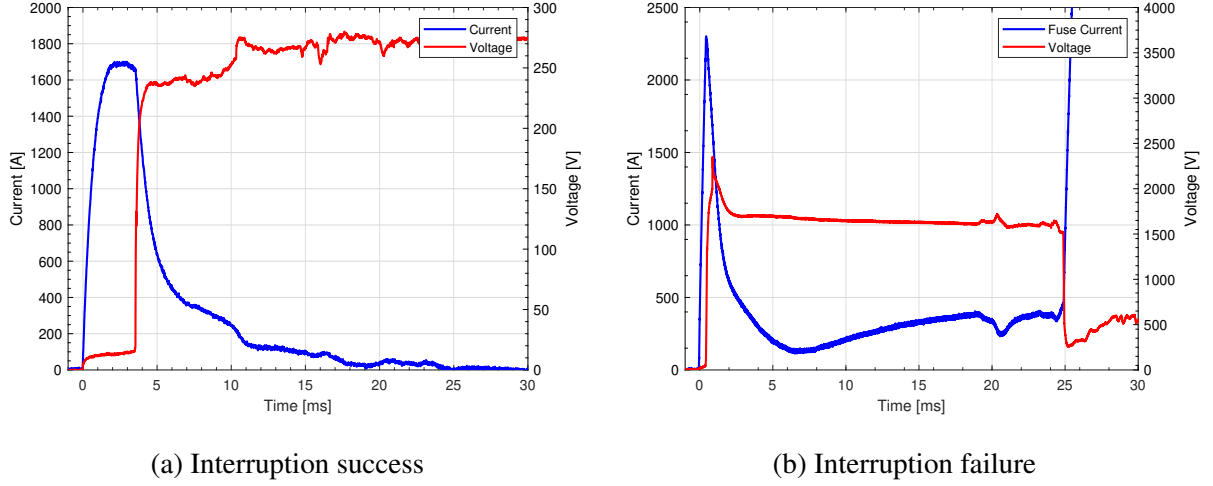 2000
1800
1600
1400
1200
1000
800
600
400
200
0
Current [A]
300
250
200
150
100
50
0
Voltage [V]
Current
Voltage
0 5 10 15 20 25 30
Time [ms]
(a) Interruption success
2500
2000
1500
1000
500
0
Current [A]
4000
3500
3000
2500
2000
1500
1000
500
0
Voltage [V]
Fuse Current
Voltage
0 5 10 15 20 25 30
Time [ms]
(b) Interruption failure